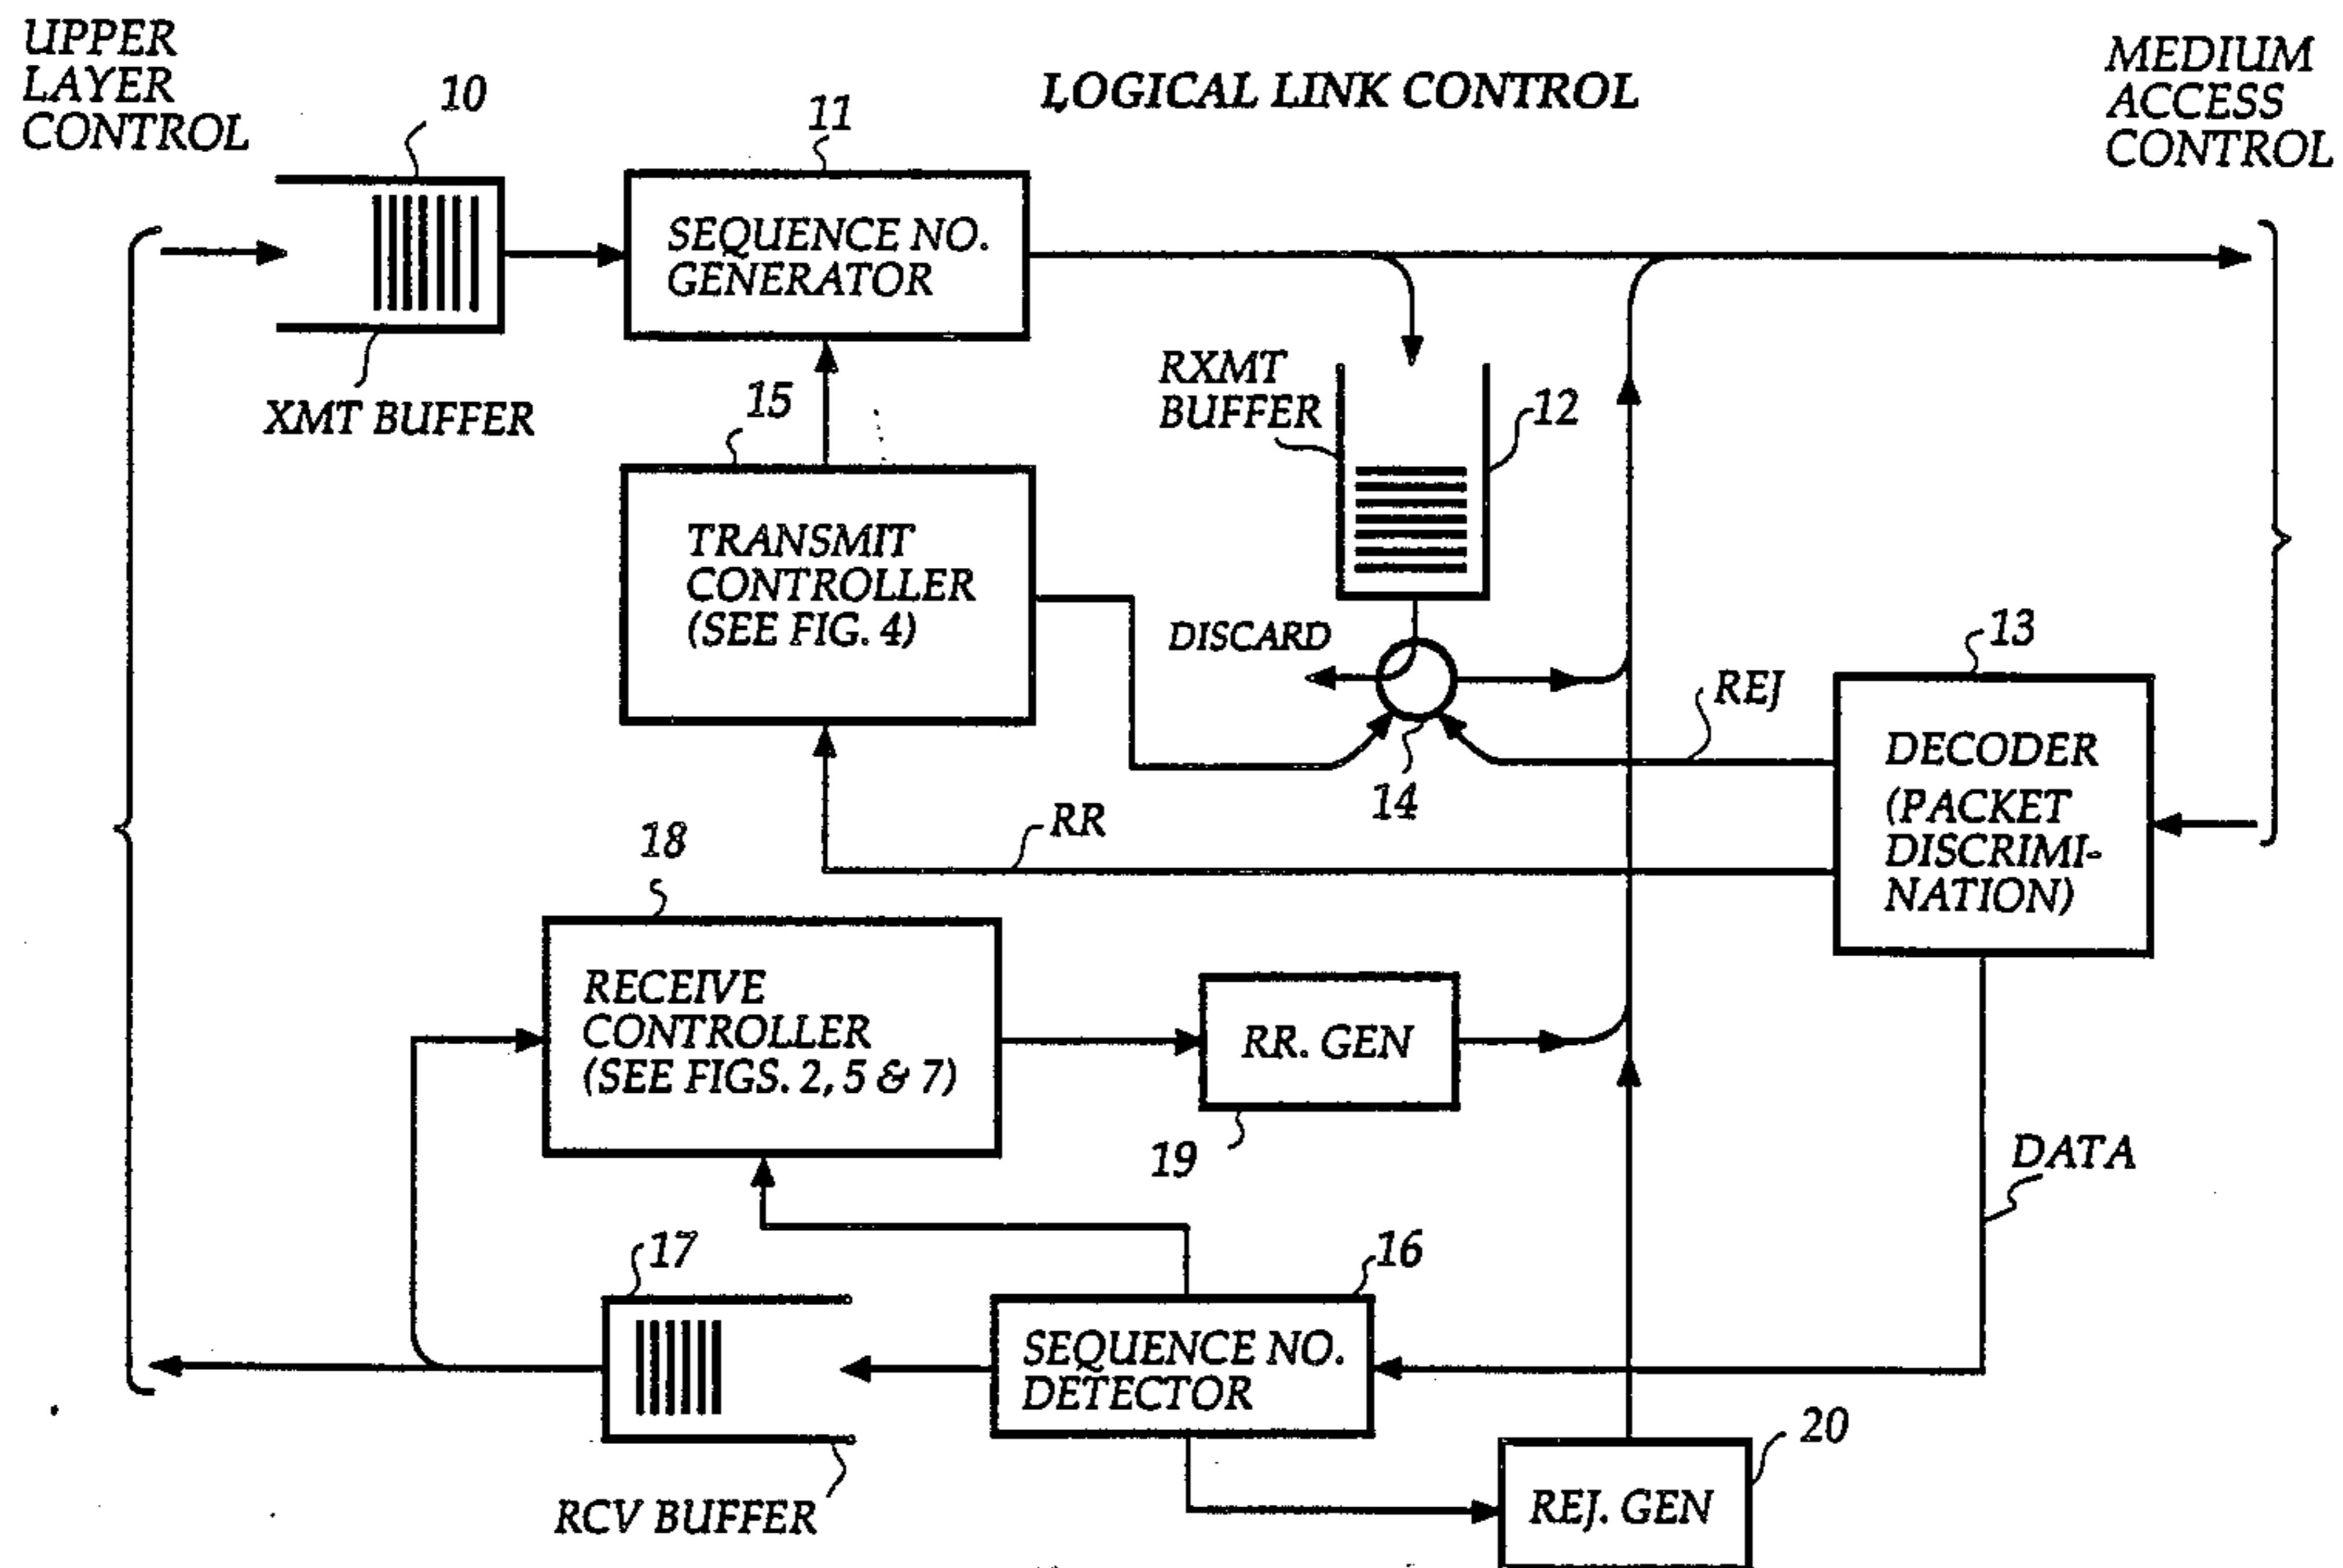 UPPER
LAYER
CONTROL
10
11
LOGICAL LINK CONTROL
MEDIUM
ACCESS
CONTROL
SEQUENCE NO.
GENERATOR
XMT BUFFER
15
RXMT
BUFFER
12
TRANSMIT
CONTROLLER
(SEE FIG. 4)
DISCARD
14
REJ
13
DECODER
(PACKET
DISCRIMI-
NATION)
RR
18
RECEIVE
CONTROLLER
(SEE FIGS. 2, 5 & 7)
RR. GEN
19
DATA
17
16
SEQUENCE NO.
DETECTOR
RCV BUFFER
20
REJ. GEN